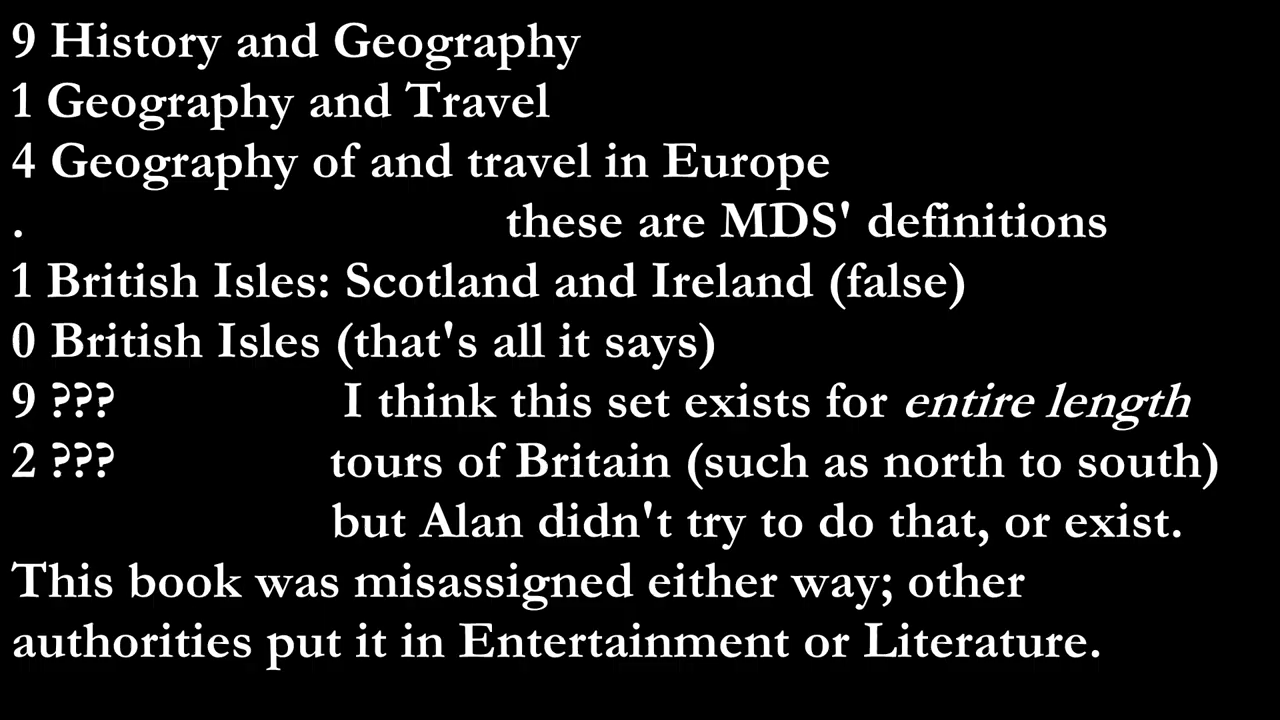 9 History and Geography
1 Geography and Travel
4 Geography of and travel in Europe
. these are MDS' definitions
1 British Isles: Scotland and Ireland (false)
0 British Isles (that's all it says)
9 ??? I think this set exists for entire length
2 ??? tours of Britain (such as north to south)
but Alan didn't try to do that, or exist.
This book was misassigned either way; other
authorities put it in Entertainment or Literature.